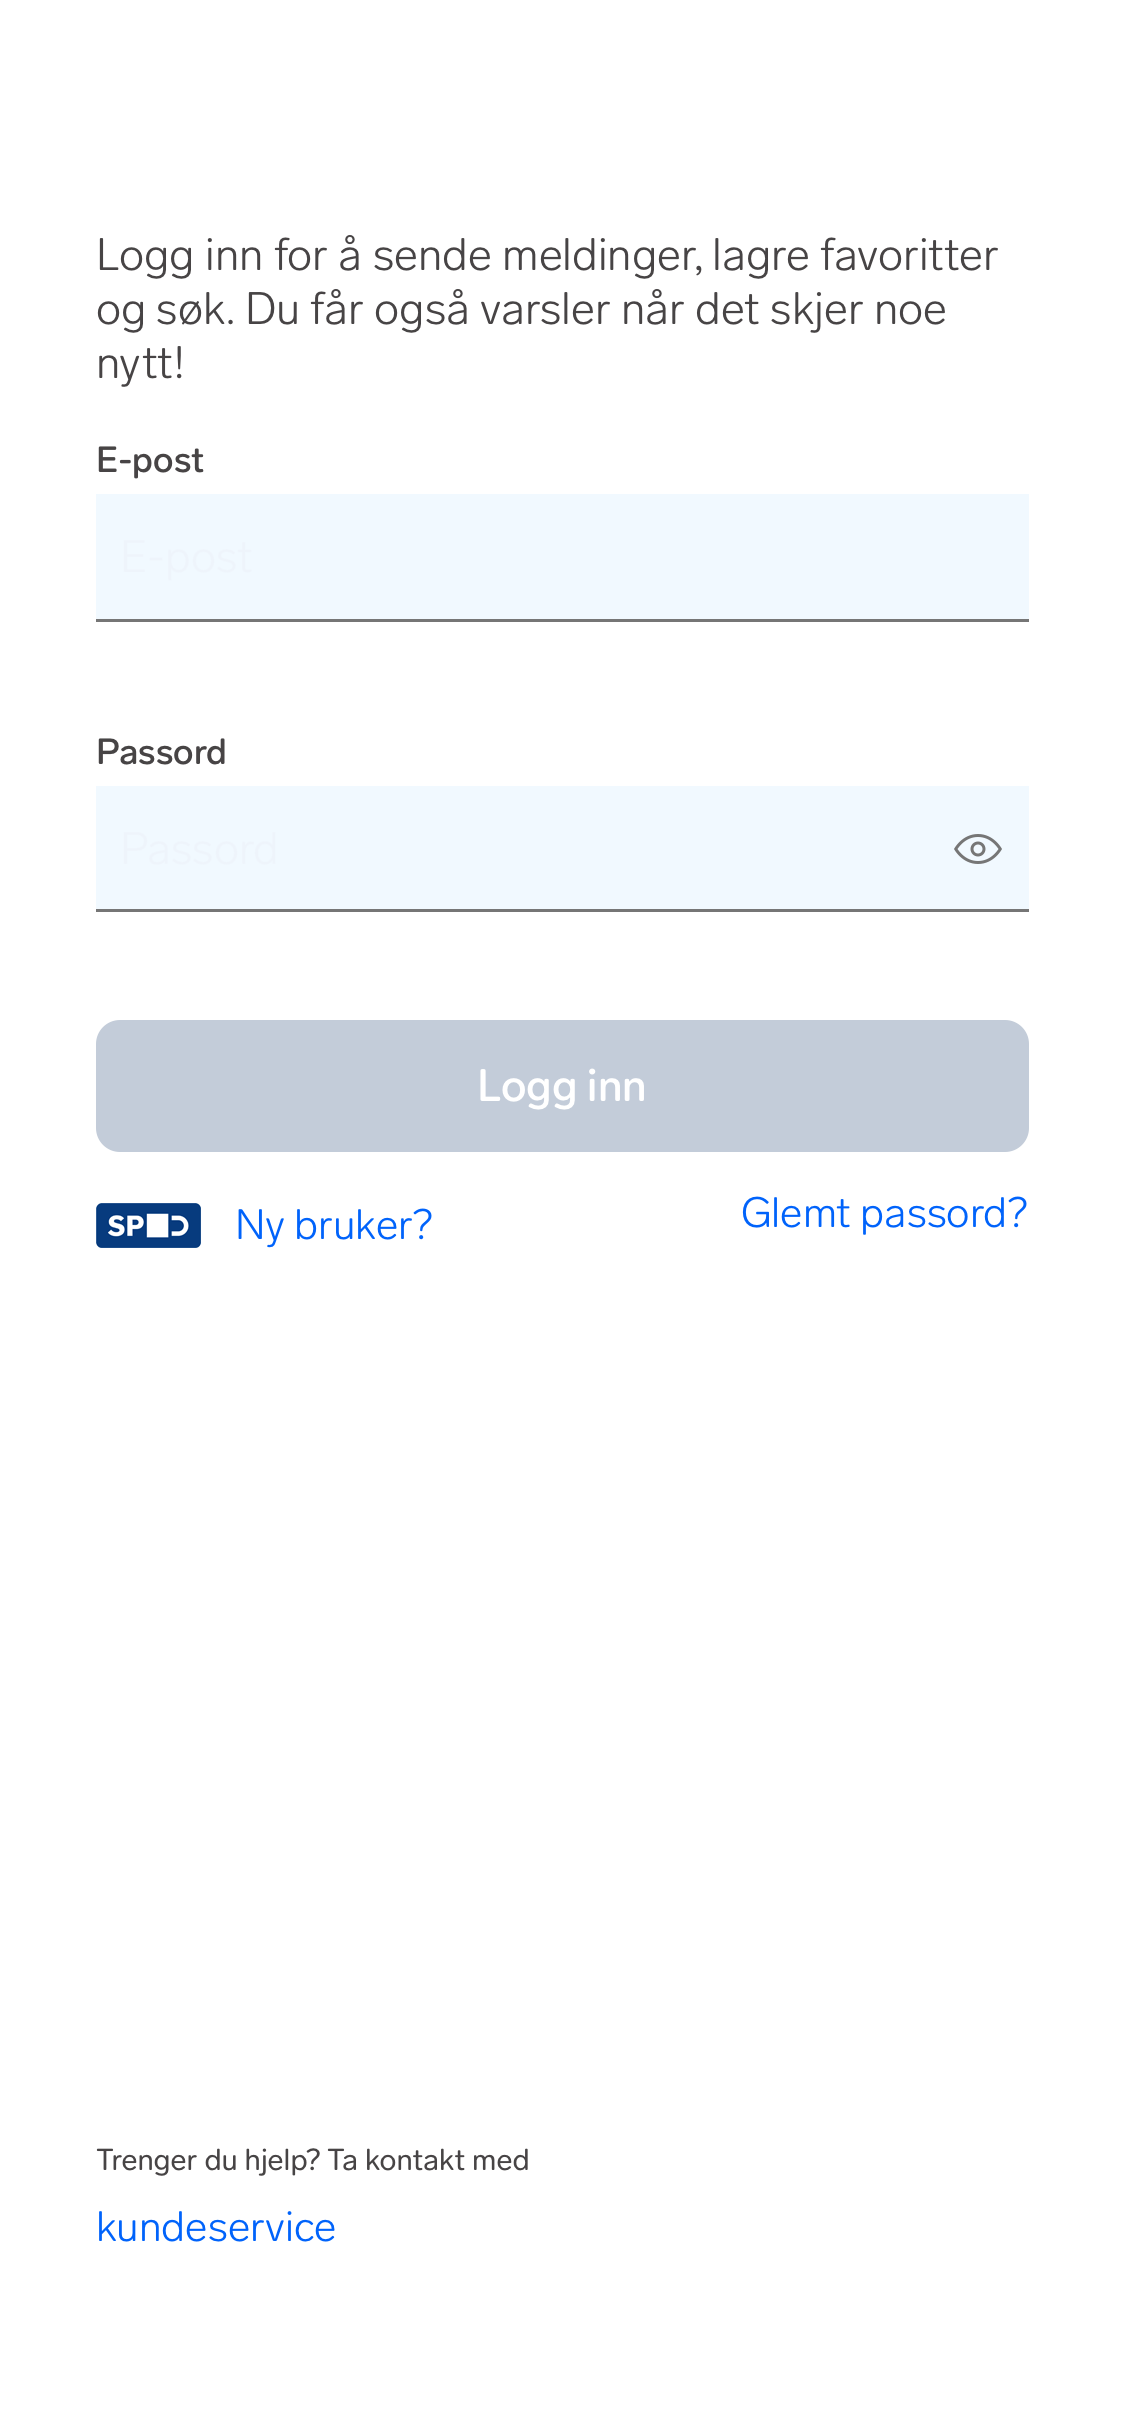 Logg inn for å sende meldinger, lagre favoritter
og søk. Du får også varsler når det skjer noe
nytt!
E-post
E-post
Passord
Passord
Logg inn
SPD
Ny bruker?
Glemt passord?
Trenger du hjelp? Ta kontakt med
kundeservice